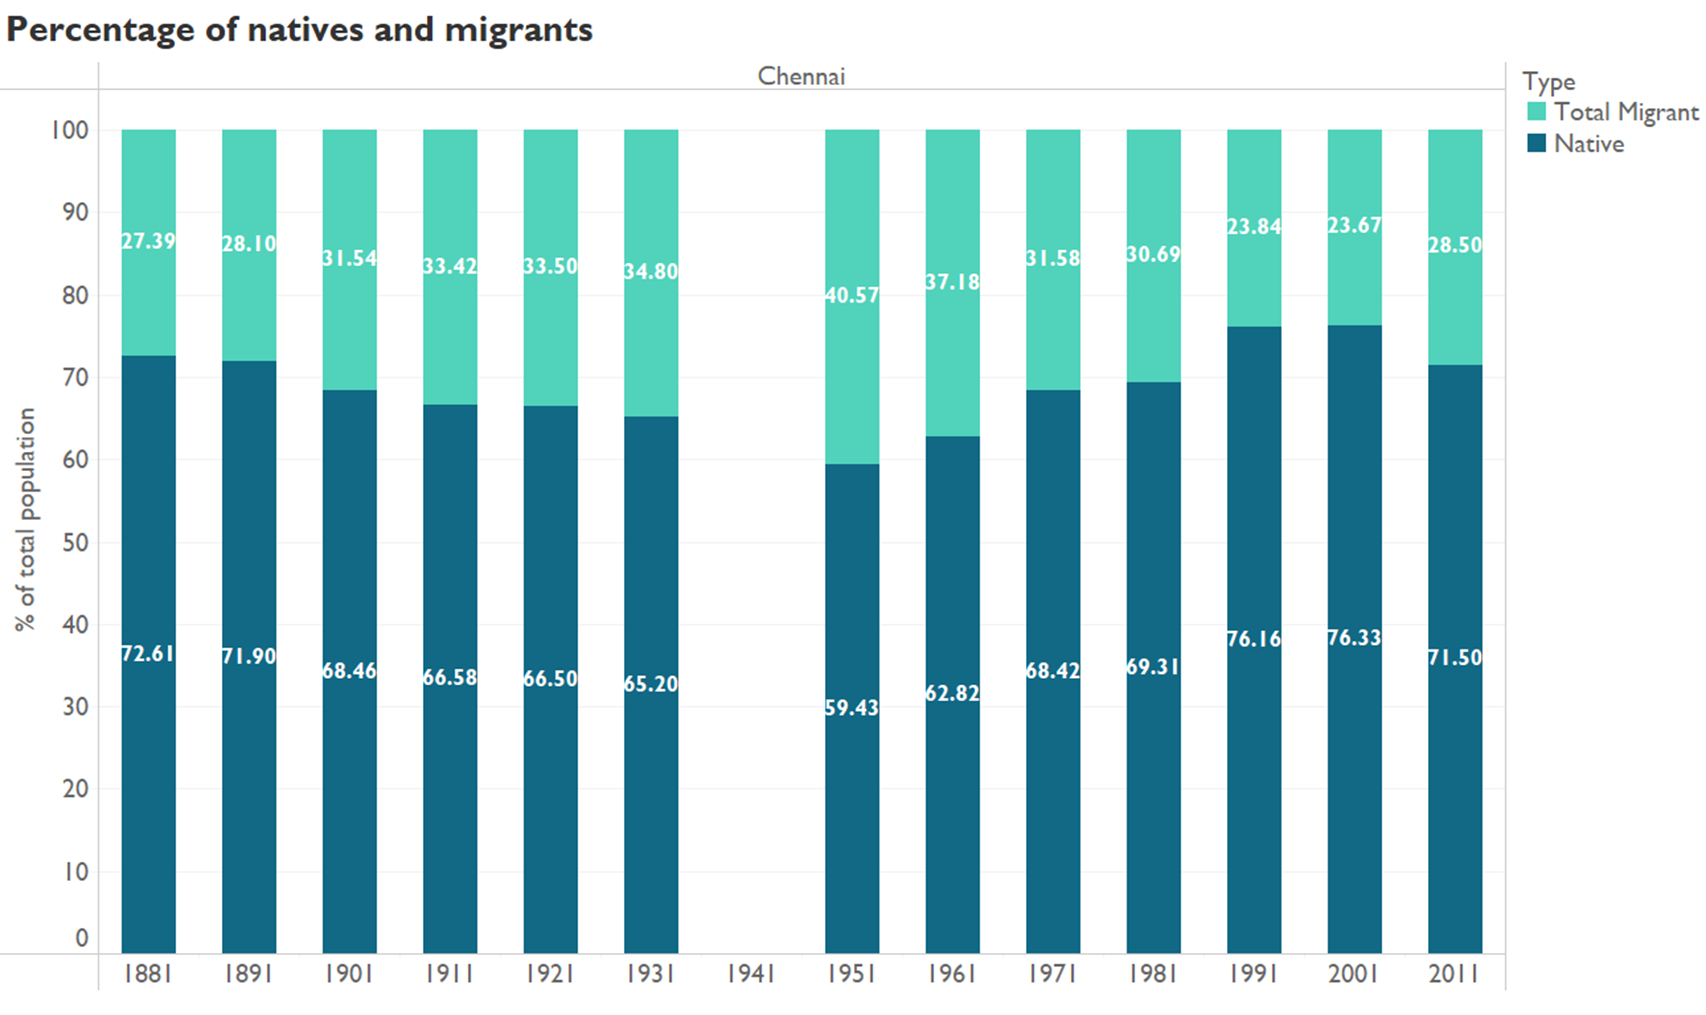 Percentage of natives and migrants
Chennai
Type
Total Migrant
Native
% of total population
100
90
80
70
60
50
40
30
20
10
0
27.39 28.10 31.54 33.42 33.50 34.80 40.57 37.18 31.58 30.69 23.84 23.67 28.50
72.61 71.90 68.46 66.58 66.50 65.20 59.43 62.82 68.42 69.31 76.16 76.33 71.50
1881 1891 1901 1911 1921 1931 1941 1951 1961 1971 1981 1991 2001 2011